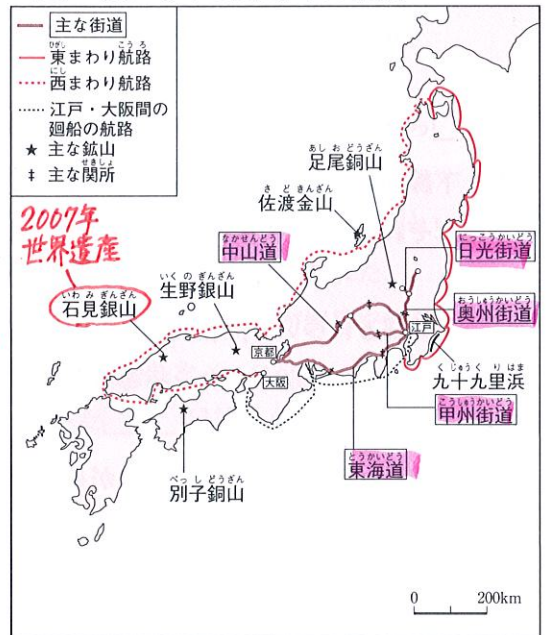 主な街道
ひがし こうろ
東まわり航路
にし
西まわり航路
江戸・大阪間の
廻船の航路
★ 主な鉱山
せきしょ
主な関所
2007年
世界遺産
あしおどうざん
足尾銅山
さどきんざん
佐渡金山
なかせんどう
中山道
にっこうかいどう
日光街道
いくのぎんざん
生野銀山
いわみぎんざん
石見銀山
おうしゅうかいどう
奥州街道
江戸
京都
大阪
くじゅうくりはま
九十九里浜
こうしゅうかいどう
甲州街道
とうかいどう
東海道
べっしどうざん
別子銅山
0 200km